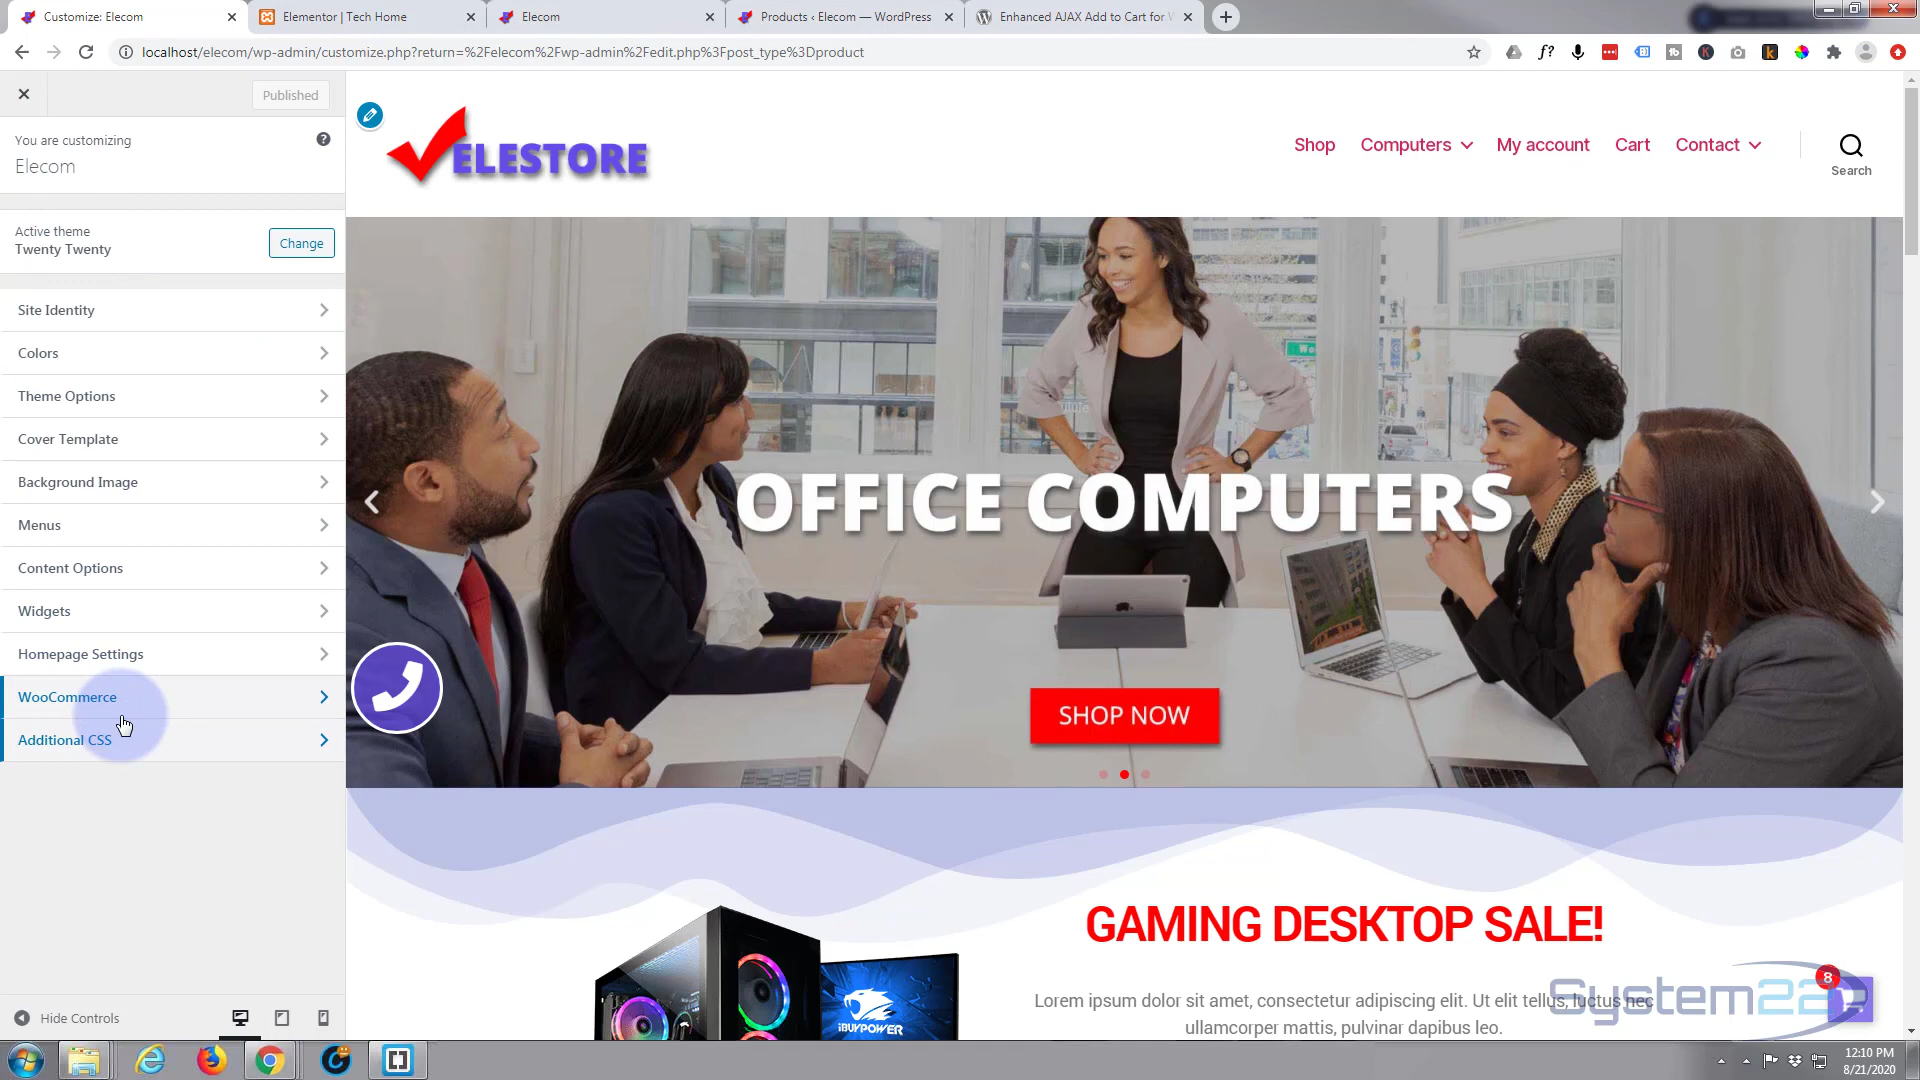 Customize: Elecom
Elementor | Tech Home
Elecom
Products ‹ Elecom — WordPress
Enhanced AJAX Add to Cart for W
localhost/elecom/wp-admin/customize.php?return=%2Felecom%2Fwp-admin%2Fedit.php%3Fpost_type%3Dproduct
Published
You are customizing
Elecom
Active theme
Twenty Twenty
Change
Site Identity
Colors
Theme Options
Cover Template
Background Image
Menus
Content Options
Widgets
Homepage Settings
WooCommerce
Additional CSS
Hide Controls
ELESTORE
Shop
Computers
My account
Cart
Contact
Search
OFFICE COMPUTERS
SHOP NOW
GAMING DESKTOP SALE!
Lorem ipsum dolor sit amet, consectetur adipiscing elit. Ut elit tellus, luctus nec
ullamcorper mattis, pulvinar dapibus leo.
iBUYPOWER
8
System22
12:10 PM
8/21/2020